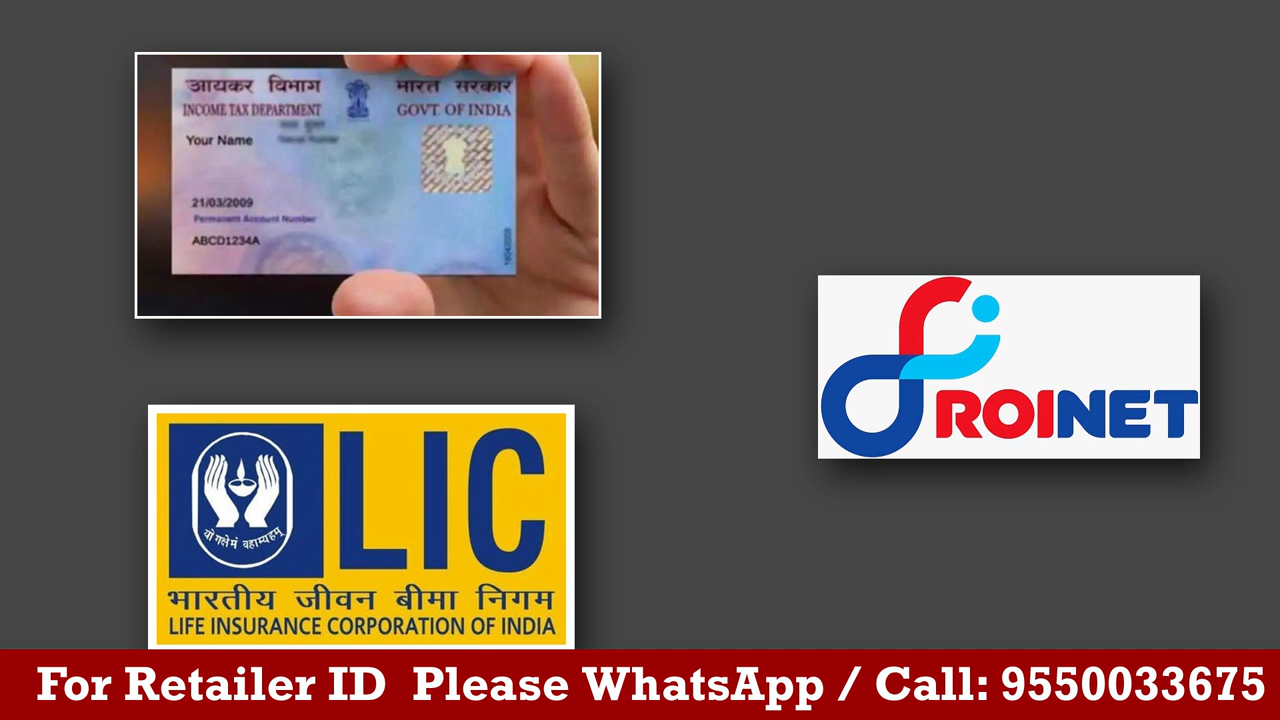 आयकर विभाग
भारत सरकार
INCOME TAX DEPARTMENT
GOVT. OF INDIA
Your Name
21/03/2009
Permanent Account Number
ABCD1234A
ROINET
LIC
भारतीय जीवन बीमा निगम
LIFE INSURANCE CORPORATION OF INDIA
For Retailer ID Please WhatsApp / Call: 9550033675